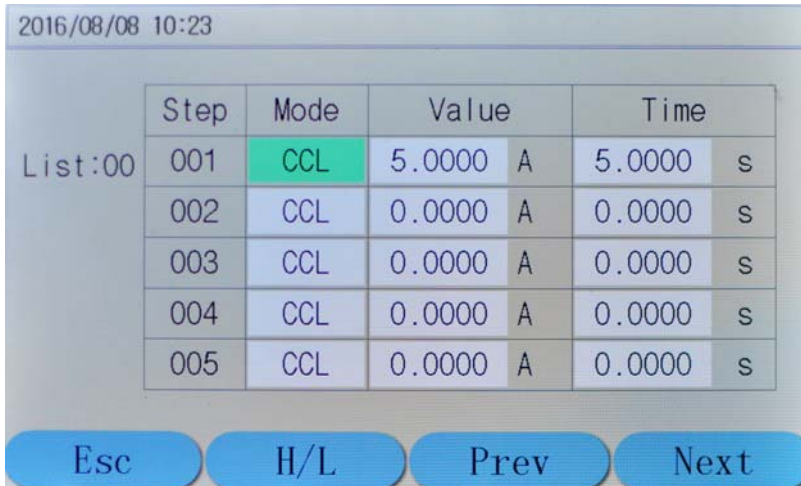 2016/08/08 10:23
Step Mode Value Time
List:00 001 CCL 5.0000 A 5.0000 s
002 CCL 0.0000 A 0.0000 s
003 CCL 0.0000 A 0.0000 s
004 CCL 0.0000 A 0.0000 s
005 CCL 0.0000 A 0.0000 s
Esc H/L Prev Next